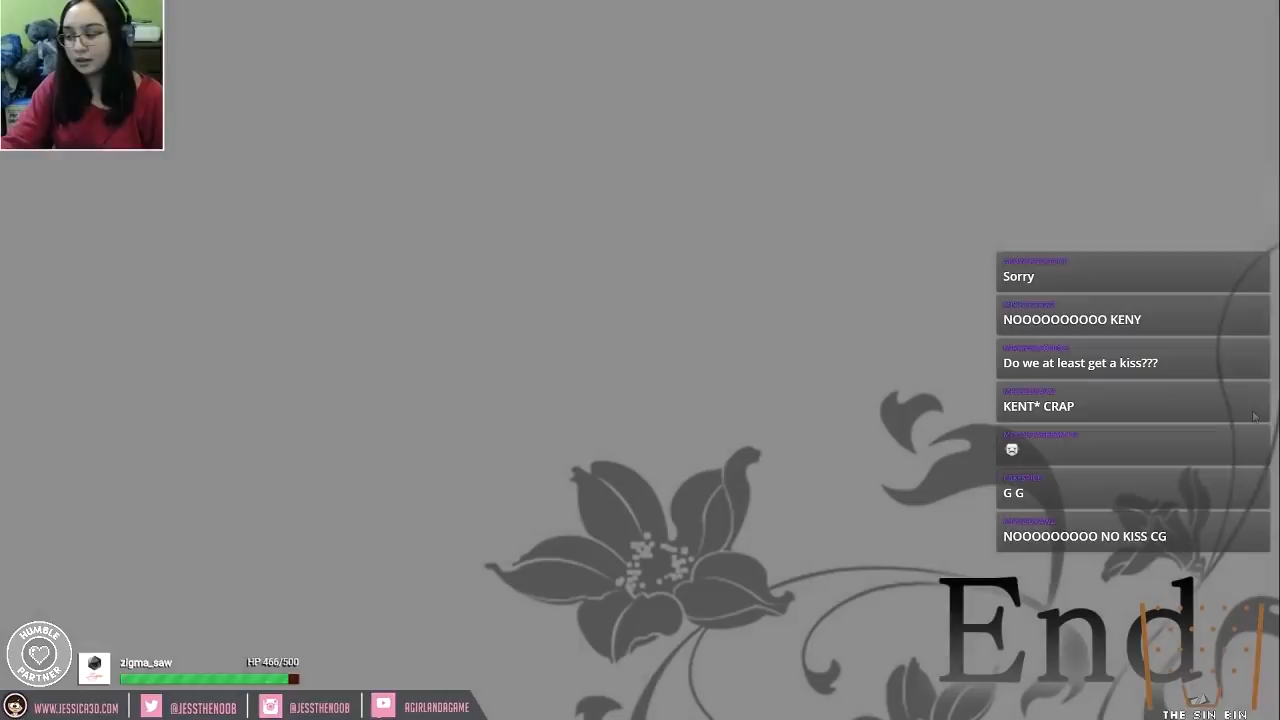 Sorry
NOOOOOOOOOO KENY
Do we at least get a kiss???
KENT* CRAP
G G
NOOOOOOOOO NO KISS CG
End
HUMBLE PARTNER
zigma_saw HP 466/500
WWW.JESSICA3D.COM @JESSTHENOOB @JESSTHENOOB AGIRLANDAGAME
THE SIN BIN